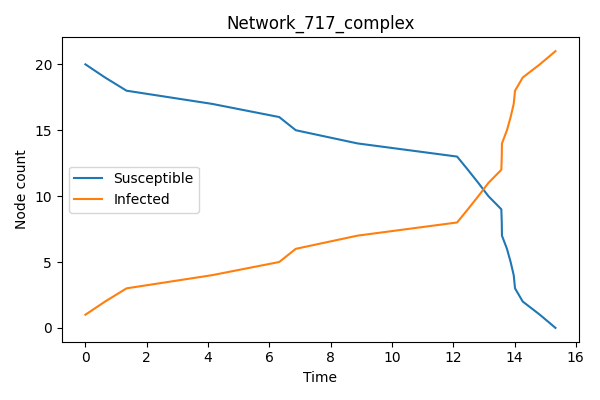 Network_717_complex
Node count
20
15
10
5
0
Susceptible
Infected
0 2 4 6 8 10 12 14 16
Time